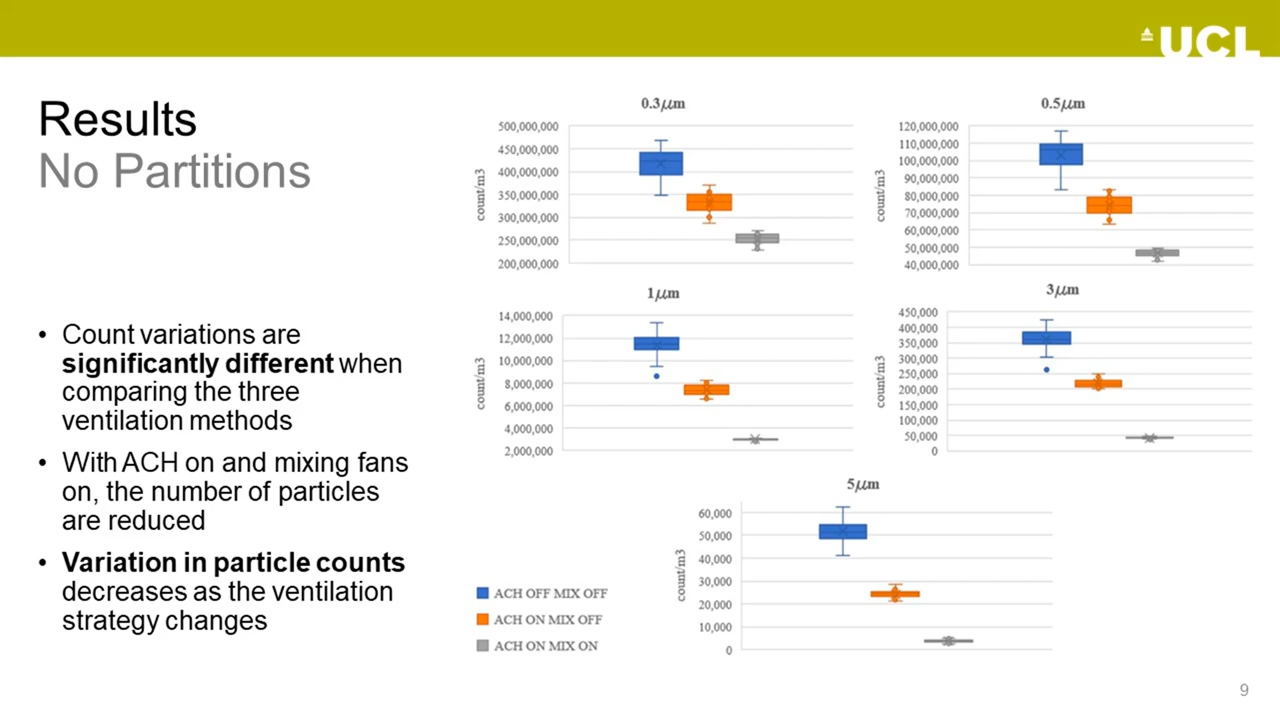 UCL
Results
No Partitions
• Count variations are
significantly different when
comparing the three
ventilation methods
• With ACH on and mixing fans
on, the number of particles
are reduced
• Variation in particle counts
decreases as the ventilation
strategy changes
0.3μm
count/m3
500,000,000
450,000,000
400,000,000
350,000,000
300,000,000
250,000,000
200,000,000
0.5μm
count/m3
120,000,000
110,000,000
100,000,000
90,000,000
80,000,000
70,000,000
60,000,000
50,000,000
40,000,000
1μm
count/m3
14,000,000
12,000,000
10,000,000
8,000,000
6,000,000
4,000,000
2,000,000
3μm
count/m3
450,000
400,000
350,000
300,000
250,000
200,000
150,000
100,000
50,000
0
5μm
count/m3
60,000
50,000
40,000
30,000
20,000
10,000
0
ACH OFF MIX OFF
ACH ON MIX OFF
ACH ON MIX ON
9